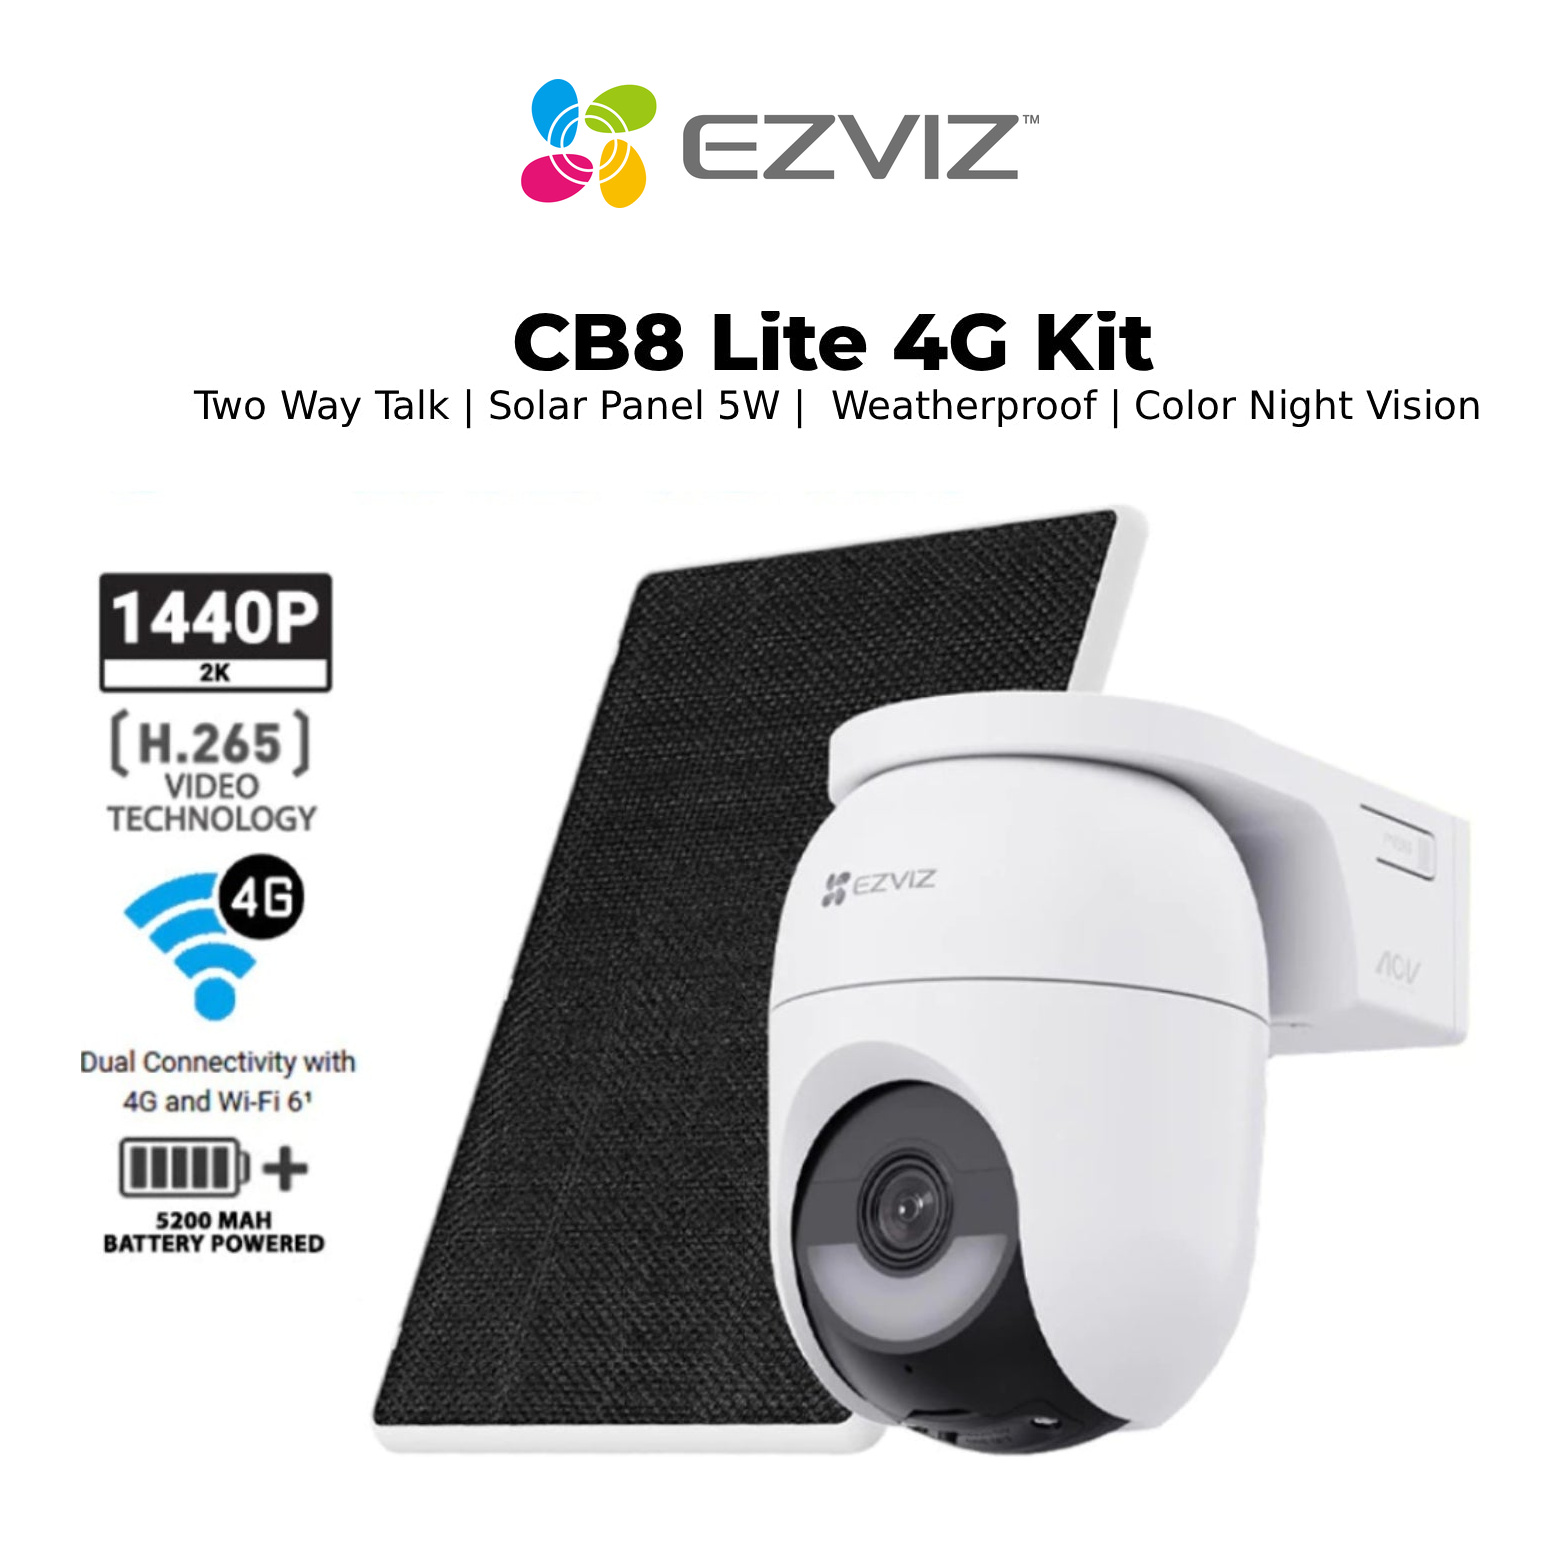 EZVIZ™
CB8 Lite 4G Kit
Two Way Talk | Solar Panel 5W | Weatherproof | Color Night Vision
1440P
2K
[H.265]
VIDEO
TECHNOLOGY
4G
Dual Connectivity with
4G and Wi-Fi 6¹
+
5200 MAH
BATTERY POWERED
EZVIZ
AOV